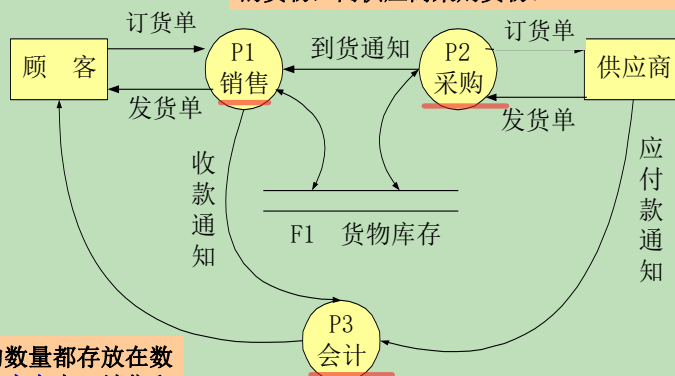 订货单
P1
到货通知
P2
订货单
顾 客
销售
采购
供应商
发货单
发货单
收款通知
应付款通知
F1 货物库存
P3
会计
的数量都存放在数